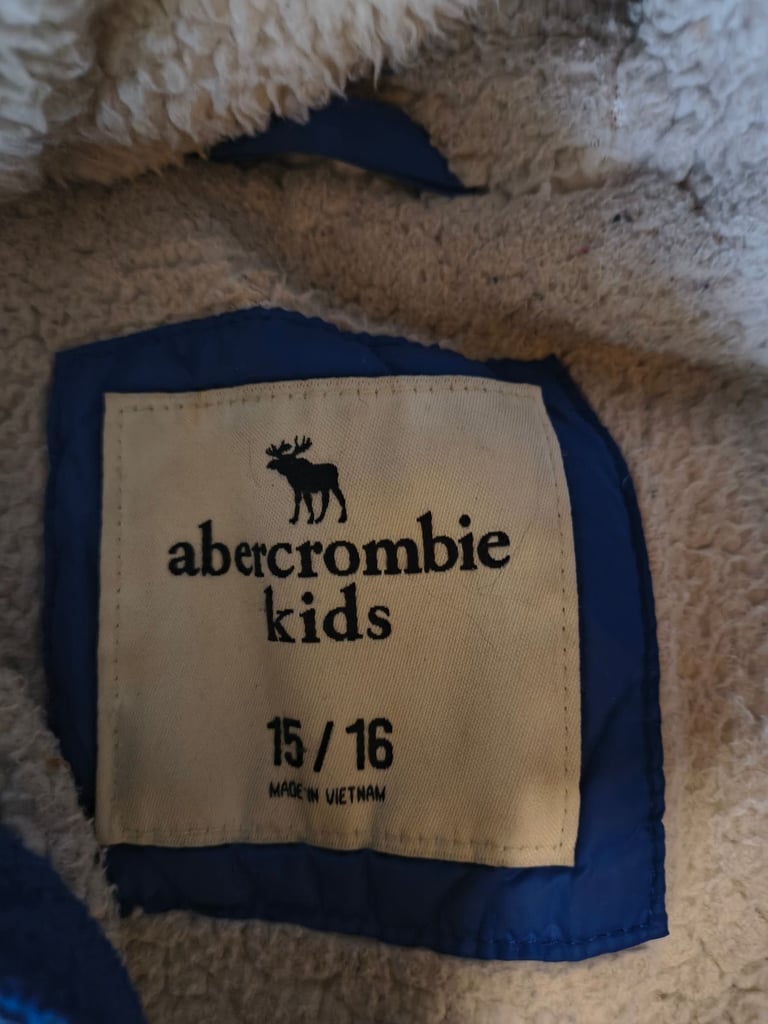 abercrombie
kids
15 / 16
MADE IN VIETNAM